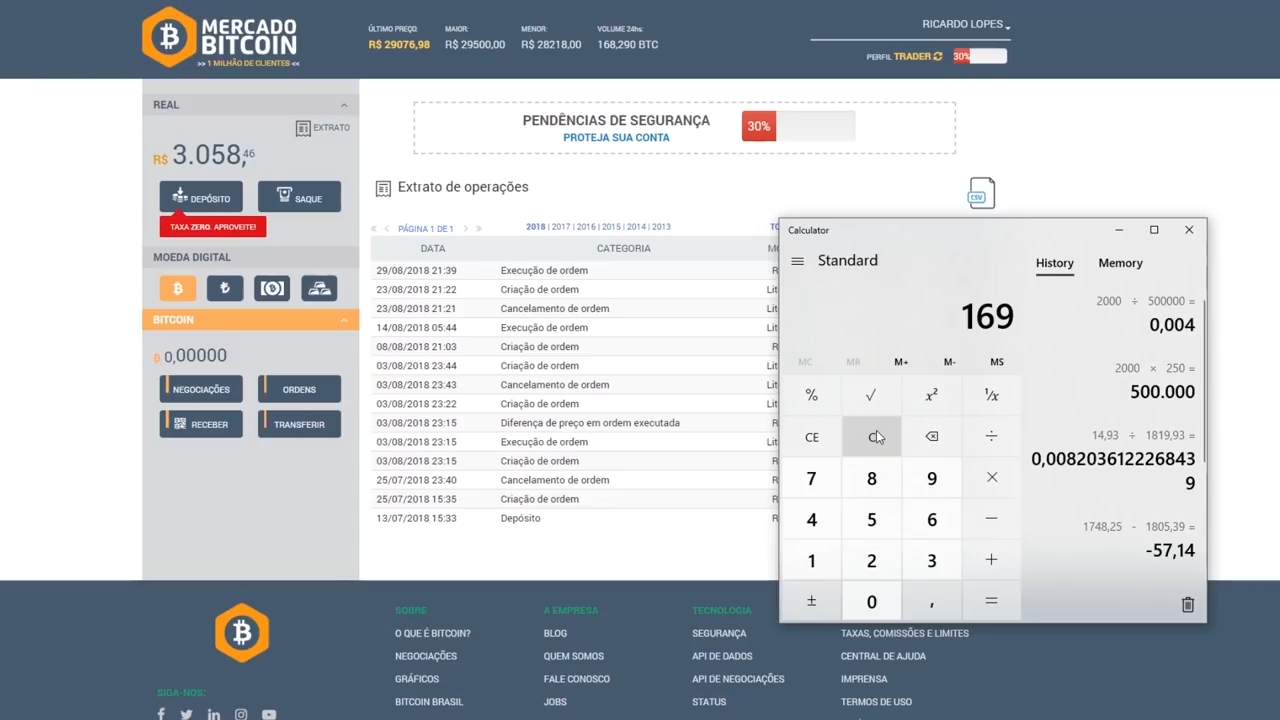 MERCADO
BITCOIN
>> 1 MILHÃO DE CLIENTES <<
ÚLTIMO PREÇO: MAIOR: MENOR: VOLUME 24hs:
R$ 29076,98 R$ 29500,00 R$ 28218,00 168,290 BTC
RICARDO LOPES
PERFIL TRADER 30%
REAL
EXTRATO
R$ 3.058,46
DEPÓSITO SAQUE
TAXA ZERO. APROVEITE!
MOEDA DIGITAL
BITCOIN
0,00000
NEGOCIAÇÕES ORDENS
RECEBER TRANSFERIR
PENDÊNCIAS DE SEGURANÇA
PROTEJA SUA CONTA
30%
Extrato de operações
CSV
« ‹ PÁGINA 1 DE 1 › » 2018 | 2017 | 2016 | 2015 | 2014 | 2013
DATA CATEGORIA
29/08/2018 21:39 Execução de ordem
23/08/2018 21:22 Criação de ordem
23/08/2018 21:21 Cancelamento de ordem
14/08/2018 05:44 Execução de ordem
08/08/2018 21:03 Criação de ordem
03/08/2018 23:44 Criação de ordem
03/08/2018 23:43 Cancelamento de ordem
03/08/2018 23:22 Criação de ordem
03/08/2018 23:15 Diferença de preço em ordem executada
03/08/2018 23:15 Execução de ordem
03/08/2018 23:15 Criação de ordem
25/07/2018 23:40 Cancelamento de ordem
25/07/2018 15:35 Criação de ordem
13/07/2018 15:33 Depósito
Calculator
Standard
169
MC MR M+ M- MS
% √ x² ¹/x
CE C ÷
7 8 9 ×
4 5 6 −
1 2 3 +
± 0 , =
History Memory
2000 ÷ 500000 =
0,004
2000 × 250 =
500.000
14,93 ÷ 1819,93 =
0,008203612226843
9
1748,25 - 1805,39 =
-57,14
SOBRE A EMPRESA TECNOLOGIA
O QUE É BITCOIN? BLOG SEGURANÇA TAXAS, COMISSÕES E LIMITES
NEGOCIAÇÕES QUEM SOMOS API DE DADOS CENTRAL DE AJUDA
GRÁFICOS FALE CONOSCO API DE NEGOCIAÇÕES IMPRENSA
BITCOIN BRASIL JOBS STATUS TERMOS DE USO
SIGA-NOS: